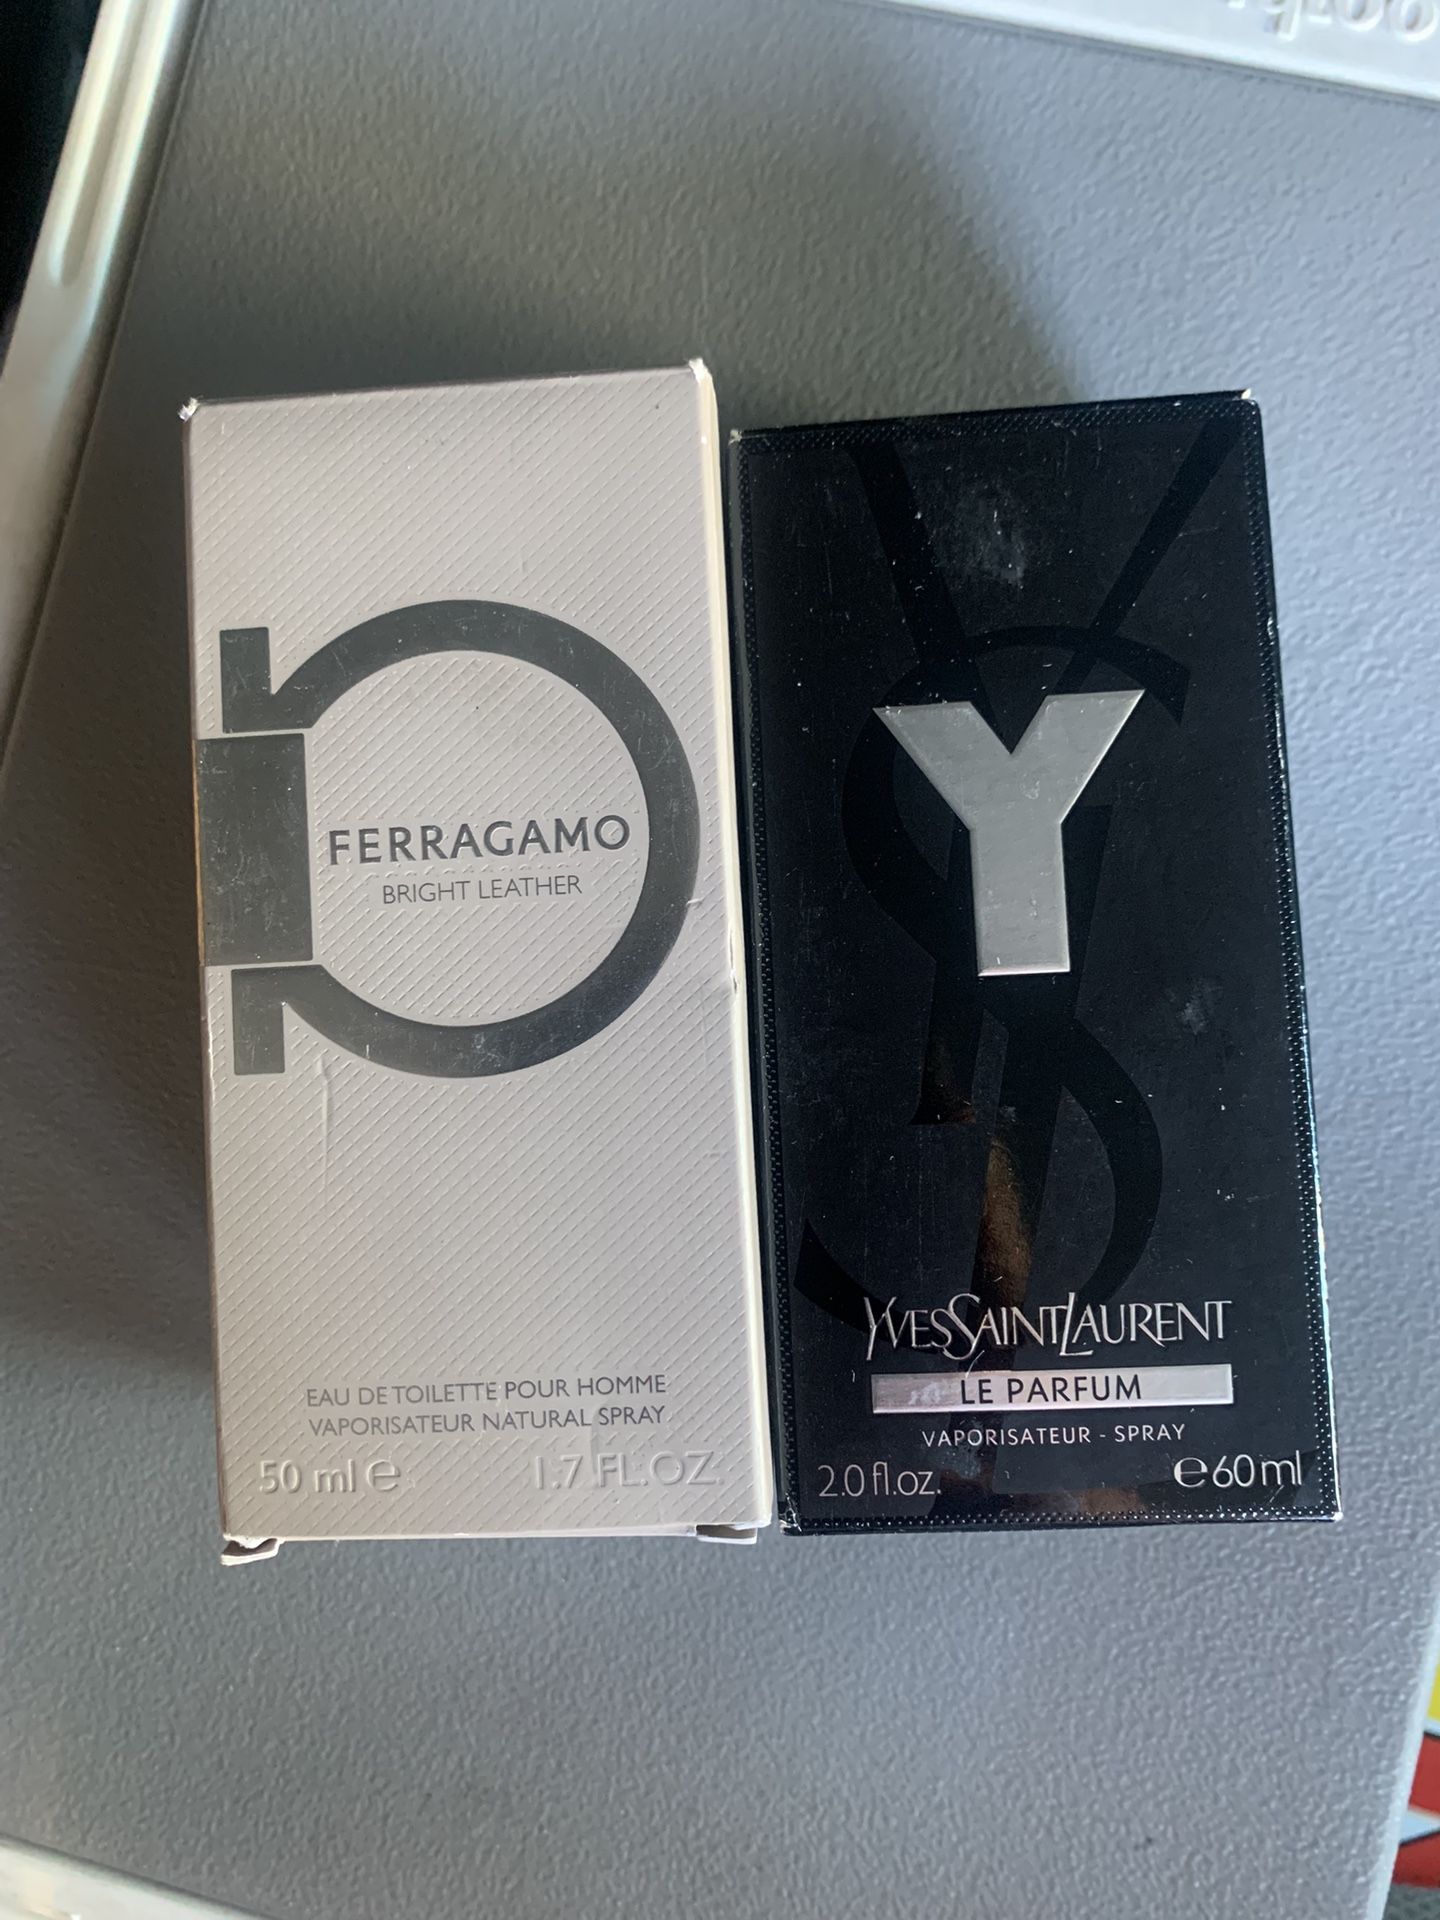 FERRAGAMO
BRIGHT LEATHER
EAU DE TOILETTE POUR HOMME
VAPORISATEUR NATURAL SPRAY
50 ml e 1.7 FL.OZ.
Y
YVESSAINTLAURENT
LE PARFUM
VAPORISATEUR - SPRAY
2.0 fl.oz. e60ml